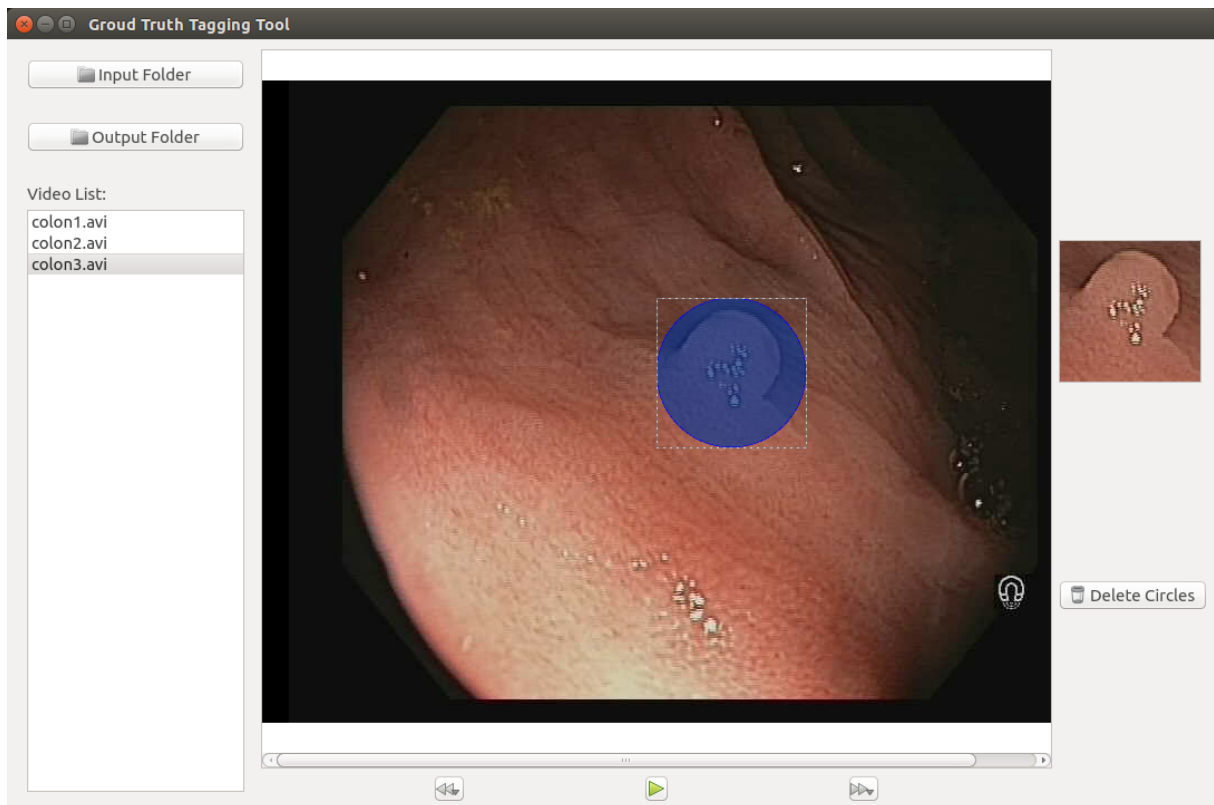 Groud Truth Tagging Tool
Input Folder
Output Folder
Video List:
colon1.avi
colon2.avi
colon3.avi
Delete Circles